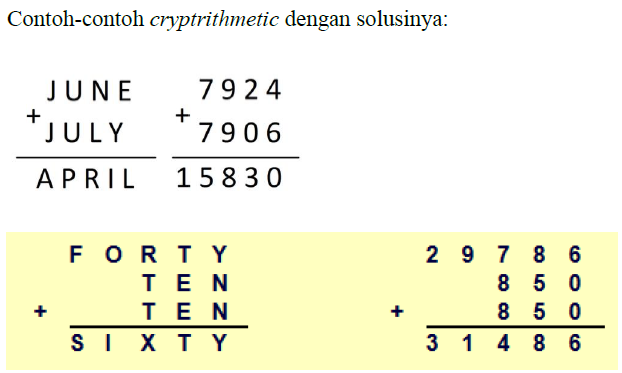 Contoh-contoh cryptrithmetic dengan solusinya:
JUNE 7924
+ +
JULY 7906
APRIL 15830
F O R T Y 2 9 7 8 6
T E N 8 5 0
+ T E N + 8 5 0
S I X T Y 3 1 4 8 6